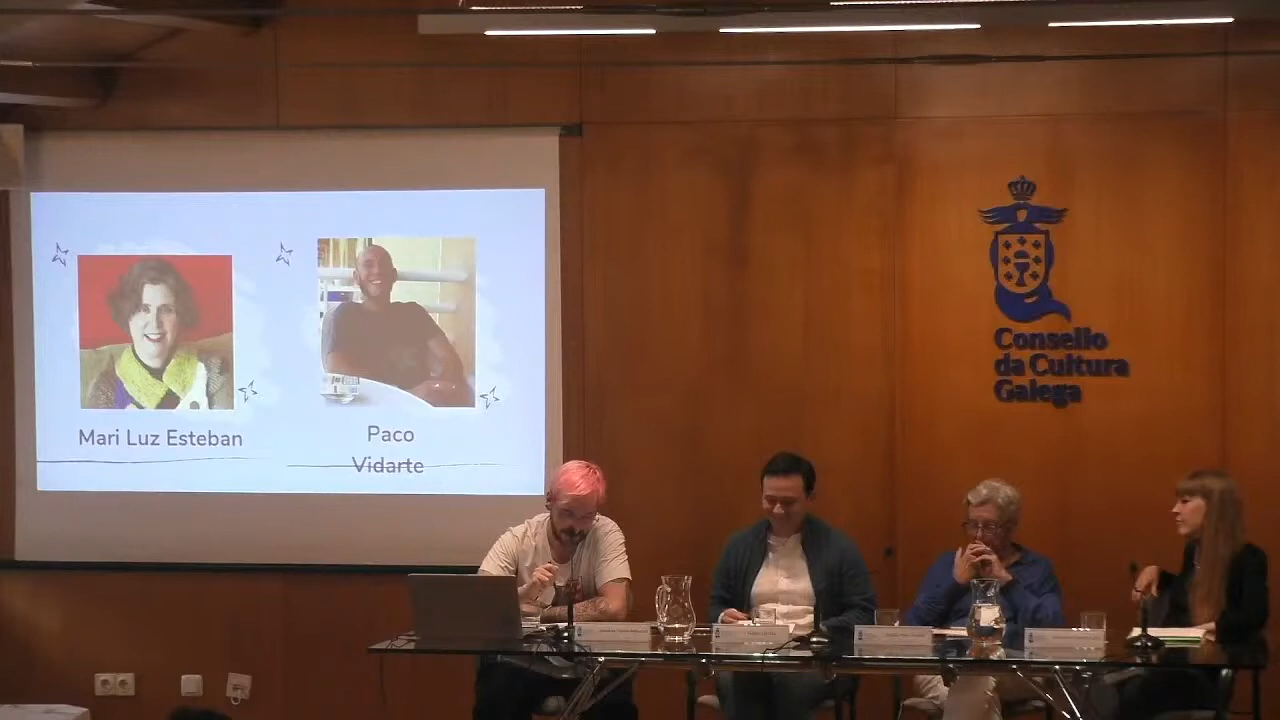 Mari Luz Esteban
Paco
Vidarte
Consello
da Cultura
Galega